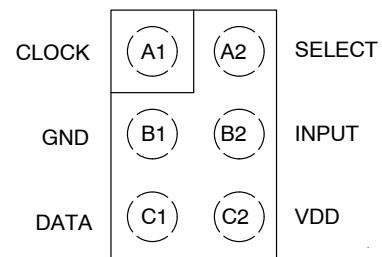 CLOCK A1 A2 SELECT
GND B1 B2 INPUT
DATA C1 C2 VDD